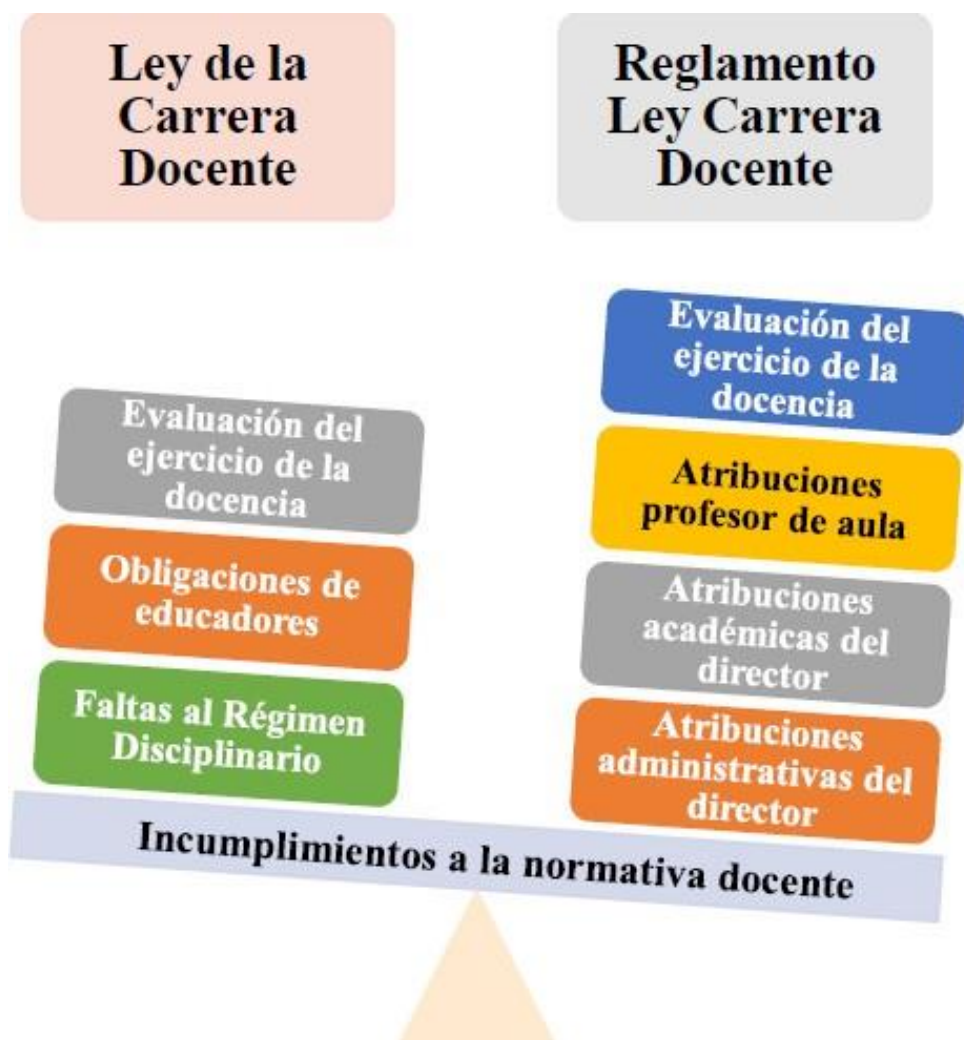 Ley de la
Carrera
Docente
Reglamento
Ley Carrera
Docente
Evaluación del
ejercicio de la
docencia
Obligaciones de
educadores
Faltas al Régimen
Disciplinario
Evaluación del
ejercicio de la
docencia
Atribuciones
profesor de aula
Atribuciones
académicas del
director
Atribuciones
administrativas del
director
Incumplimientos a la normativa docente